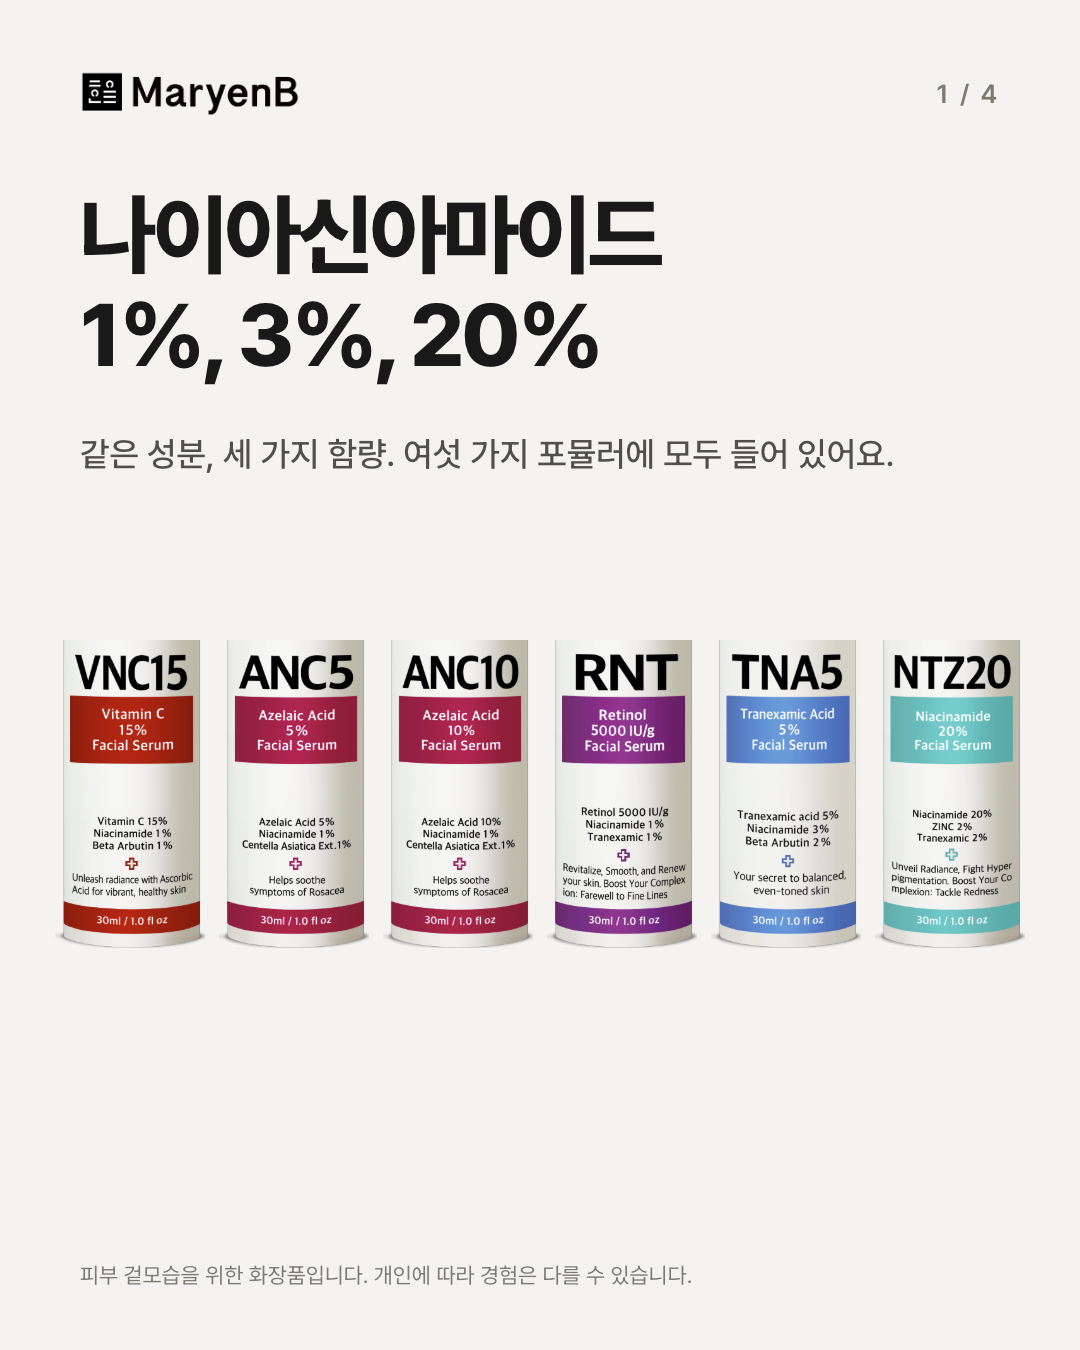 MaryenB
1 / 4
나이아신아마이드
1%, 3%, 20%
같은 성분, 세 가지 함량. 여섯 가지 포뮬러에 모두 들어 있어요.
VNC15
Vitamin C
15%
Facial Serum
Vitamin C 15%
Niacinamide 1%
Beta Arbutin 1%
Unleash radiance with Ascorbic
Acid for vibrant, healthy skin
30ml / 1.0 fl oz
ANC5
Azelaic Acid
5%
Facial Serum
Azelaic Acid 5%
Niacinamide 1%
Centella Asiatica Ext.1%
Helps soothe
symptoms of Rosacea
30ml / 1.0 fl oz
ANC10
Azelaic Acid
10%
Facial Serum
Azelaic Acid 10%
Niacinamide 1%
Centella Asiatica Ext.1%
Helps soothe
symptoms of Rosacea
30ml / 1.0 fl oz
RNT
Retinol
5000 IU/g
Facial Serum
Retinol 5000 IU/g
Niacinamide 1%
Tranexamic 1%
Revitalize, Smooth, and Renew
your skin. Boost Your Complex
ion: Farewell to Fine Lines
30ml / 1.0 fl oz
TNA5
Tranexamic Acid
5%
Facial Serum
Tranexamic acid 5%
Niacinamide 3%
Beta Arbutin 2%
Your secret to balanced,
even-toned skin
30ml / 1.0 fl oz
NTZ20
Niacinamide
20%
Facial Serum
Niacinamide 20%
ZINC 2%
Tranexamic 2%
Unveil Radiance, Fight Hyper
pigmentation. Boost Your Co
mplexion: Tackle Redness
30ml / 1.0 fl oz
피부 겉모습을 위한 화장품입니다. 개인에 따라 경험은 다를 수 있습니다.